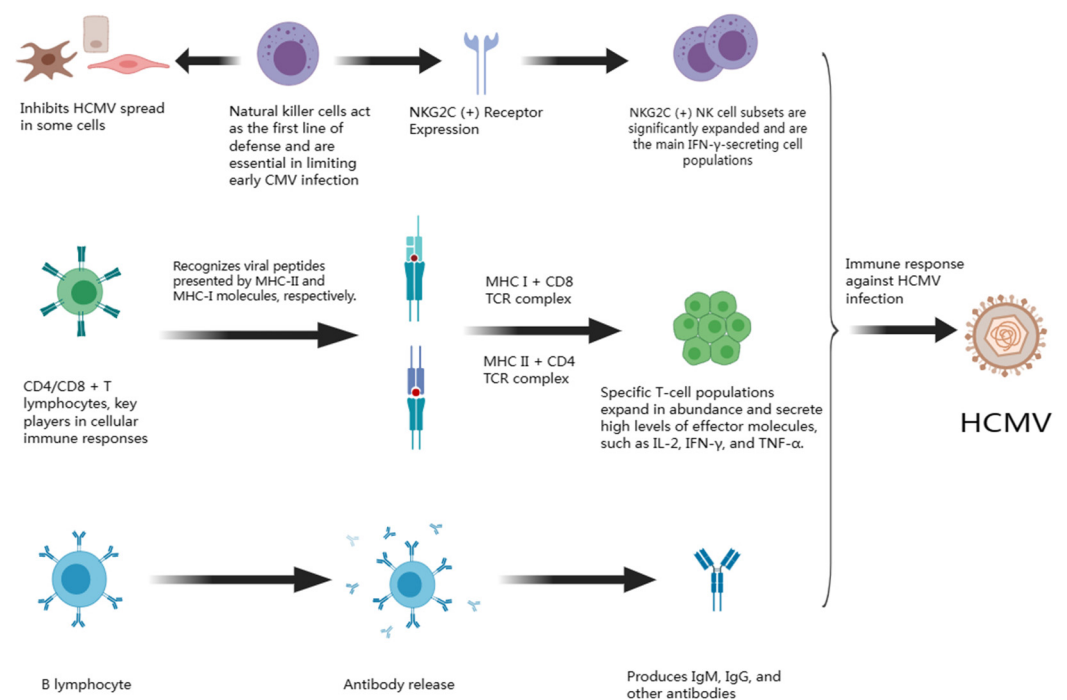 Inhibits HCMV spread
in some cells
Natural killer cells act
as the first line of
defense and are
essential in limiting
early CMV infection
NKG2C (+) Receptor
Expression
NKG2C (+) NK cell subsets are
significantly expanded and are
the main IFN-γ-secreting cell
populations
CD4/CD8 + T
lymphocytes, key
players in cellular
immune responses
Recognizes viral peptides
presented by MHC-II and
MHC-I molecules, respectively.
MHC I + CD8
TCR complex
MHC II + CD4
TCR complex
Specific T-cell populations
expand in abundance and secrete
high levels of effector molecules,
such as IL-2, IFN-γ, and TNF-α.
Immune response
against HCMV
infection
HCMV
B lymphocyte
Antibody release
Produces IgM, IgG, and
other antibodies